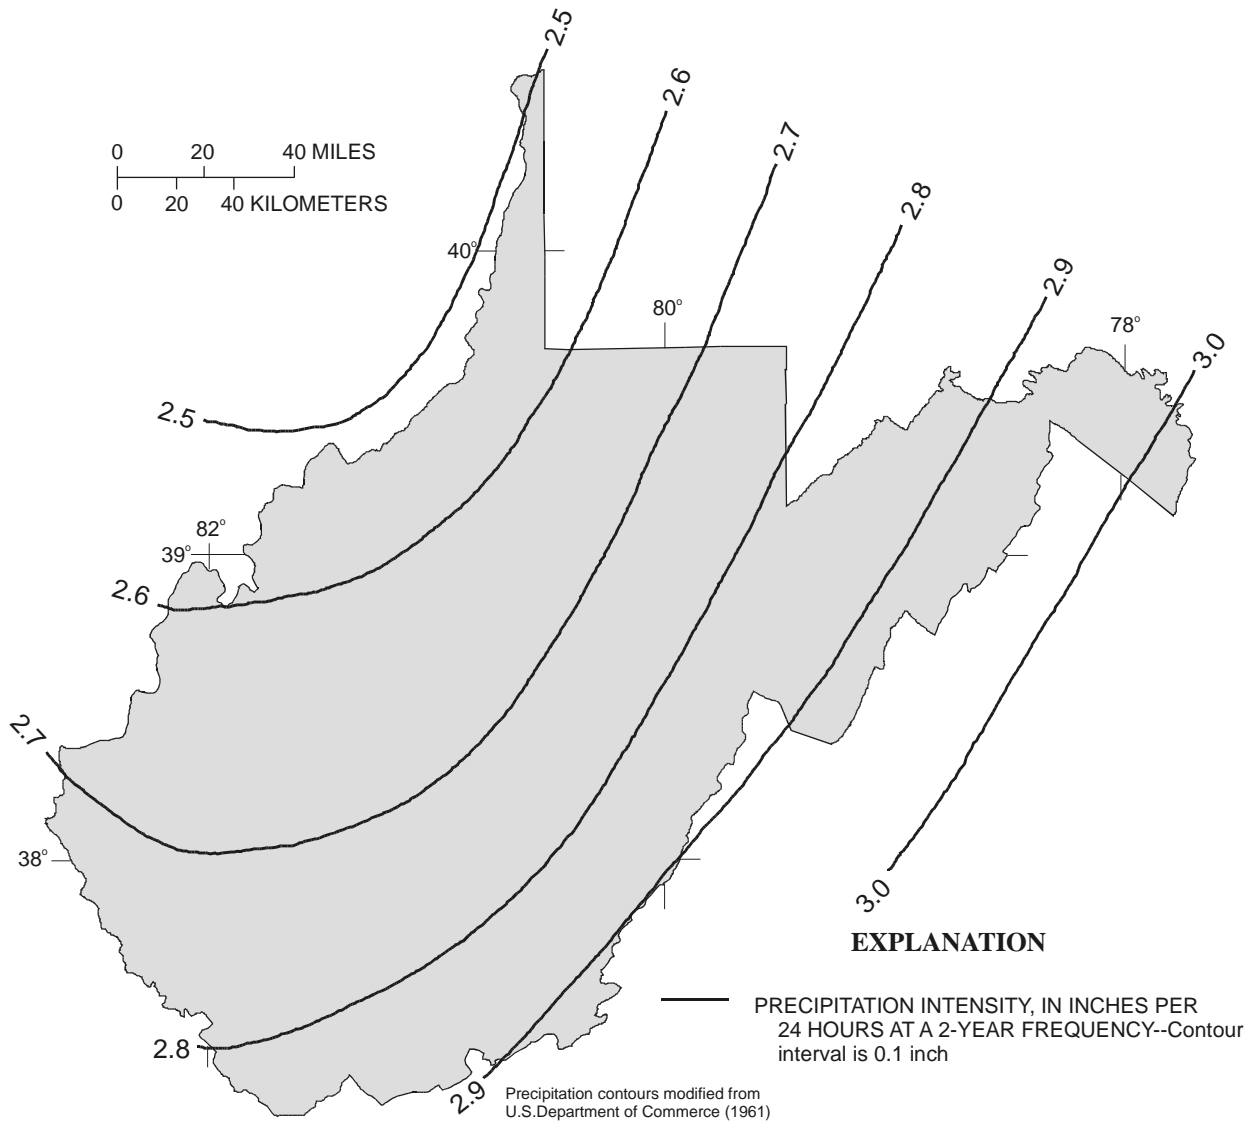 2.5
2.6
2.7
2.8
2.9
3.0
0 20 40 MILES
0 20 40 KILOMETERS
40°
80°
78°
2.5
82°
39°
2.6
2.7
38°
2.8
2.9
3.0
EXPLANATION
PRECIPITATION INTENSITY, IN INCHES PER
24 HOURS AT A 2-YEAR FREQUENCY--Contour
interval is 0.1 inch
Precipitation contours modified from
U.S.Department of Commerce (1961)